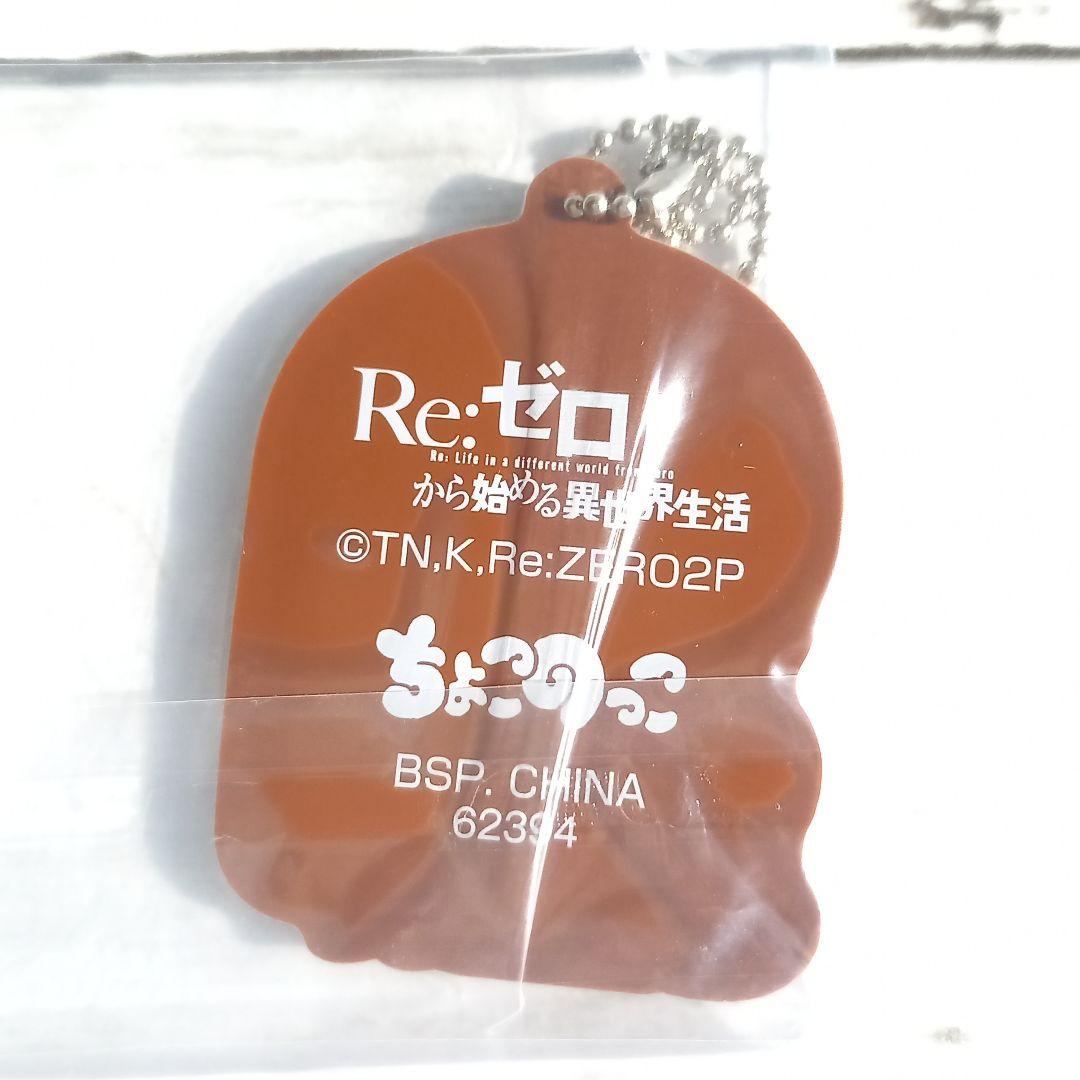 Re:ゼロ
Re: Life in a different world from zero
から始める異世界生活
©TN,K,Re:ZERO2P
ちょこのっこ
BSP. CHINA
62394